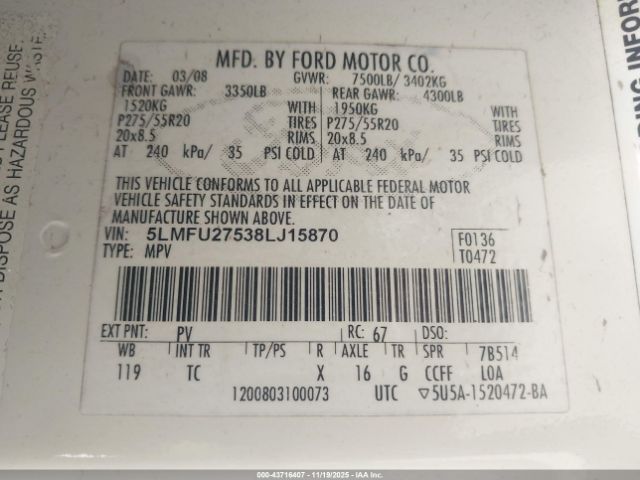 MFD. BY FORD MOTOR CO.
DATE: 03/08 GVWR: 7500LB/ 3402KG
FRONT GAWR: 3350LB REAR GAWR: 4300LB
1520KG WITH 1950KG WITH
P275/55R20 TIRES P275/55R20 TIRES
20x8.5 RIMS 20x8.5 RIMS
AT 240 kPa/ 35 PSI COLD AT 240 kPa/ 35 PSI COLD
THIS VEHICLE CONFORMS TO ALL APPLICABLE FEDERAL MOTOR
VEHICLE SAFETY STANDARDS IN EFFECT ON THE DATE OF
MANUFACTURE SHOWN ABOVE.
VIN: 5LMFU27538LJ15870 F0136
TYPE: MPV T0472
EXT PNT: PV RC: 67 DSO:
WB INT TR TP/PS R AXLE TR SPR 7B514
119 TC X 16 G CCFF LOA
1200803100073 UTC ▽5U5A-1520472-BA
PLEASE REUSE.
DISPOSE AS HAZARDOUS WASTE.
ING INFOR
000-43716407 - 11/19/2025 - IAA Inc.